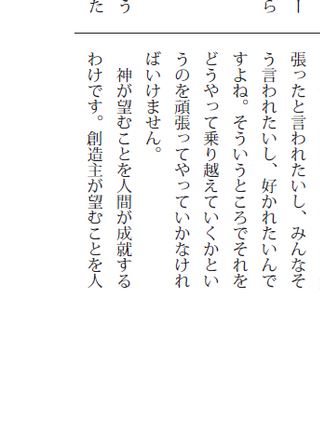 ー
ら
う
た
張ったと言われたいし、みんなそ
う言われたいし、好かれたいんで
すよね。そういうところでそれを
どうやって乗り越えていくかとい
うのを頑張ってやっていかなけれ
ばいけません。
　神が望むことを人間が成就する
わけです。創造主が望むことを人